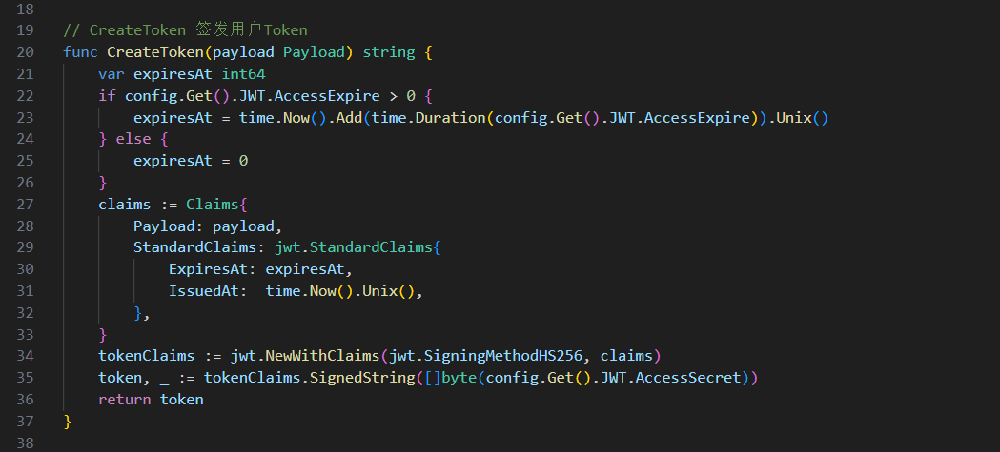 18
19 // CreateToken 签发用户Token
20 func CreateToken(payload Payload) string {
21     var expiresAt int64
22     if config.Get().JWT.AccessExpire > 0 {
23         expiresAt = time.Now().Add(time.Duration(config.Get().JWT.AccessExpire)).Unix()
24     } else {
25         expiresAt = 0
26     }
27     claims := Claims{
28         Payload: payload,
29         StandardClaims: jwt.StandardClaims{
30             ExpiresAt: expiresAt,
31             IssuedAt:  time.Now().Unix(),
32         },
33     }
34     tokenClaims := jwt.NewWithClaims(jwt.SigningMethodHS256, claims)
35     token, _ := tokenClaims.SignedString([]byte(config.Get().JWT.AccessSecret))
36     return token
37 }
38